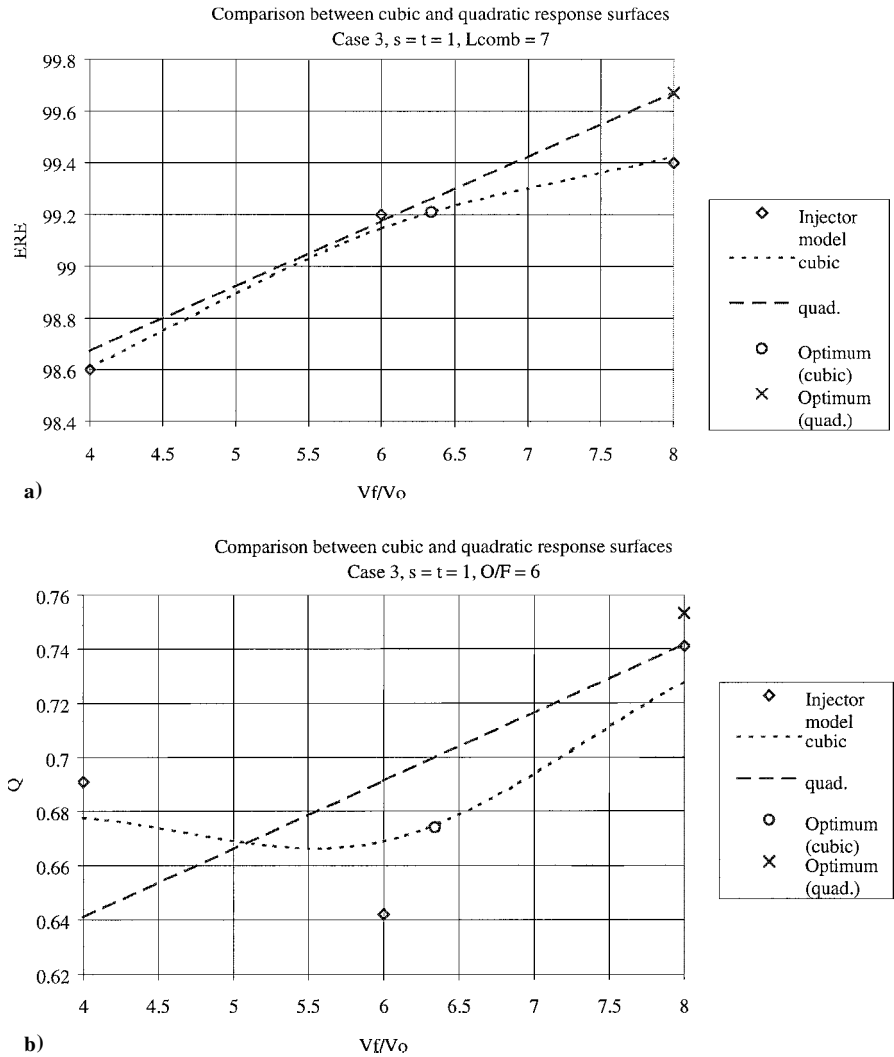 Comparison between cubic and quadratic response surfaces
Case 3, s = t = 1, Lcomb = 7
99.8
99.6
99.4
99.2
99
98.8
98.6
98.4
ERE
4
4.5
5
5.5
6
6.5
7
7.5
8
Vf/Vo
a)
Injector
model
cubic
quad.
Optimum
(cubic)
Optimum
(quad.)
Comparison between cubic and quadratic response surfaces
Case 3, s = t = 1, O/F = 6
0.76
0.74
0.72
0.7
0.68
0.66
0.64
0.62
Q
4
4.5
5
5.5
6
6.5
7
7.5
8
Vf/Vo
b)
Injector
model
cubic
quad.
Optimum
(cubic)
Optimum
(quad.)